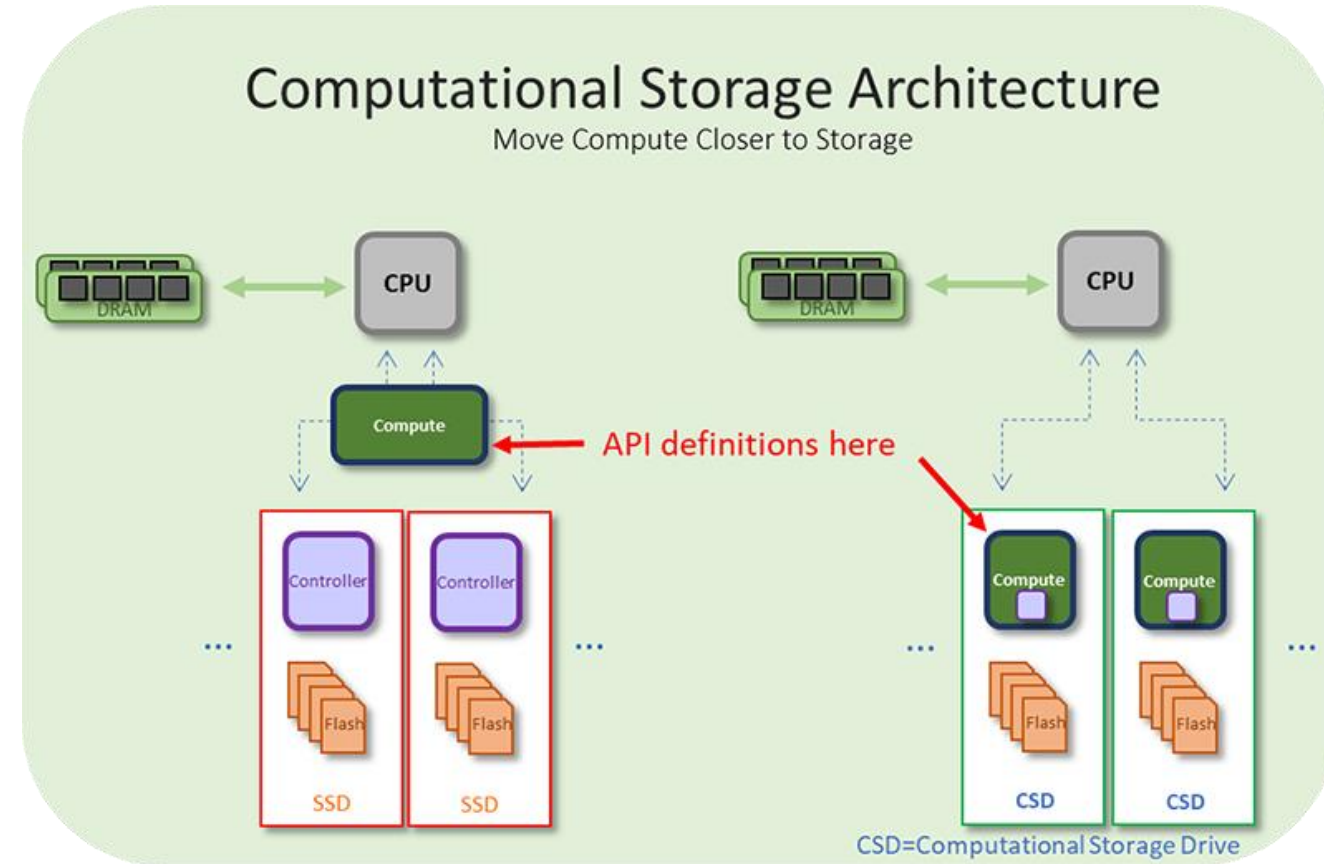 Computational Storage Architecture
Move Compute Closer to Storage
DRAM
CPU
DRAM
CPU
Compute
API definitions here
Controller
Controller
Compute
Compute
...
...
...
...
Flash
Flash
Flash
Flash
SSD
SSD
CSD
CSD
CSD=Computational Storage Drive